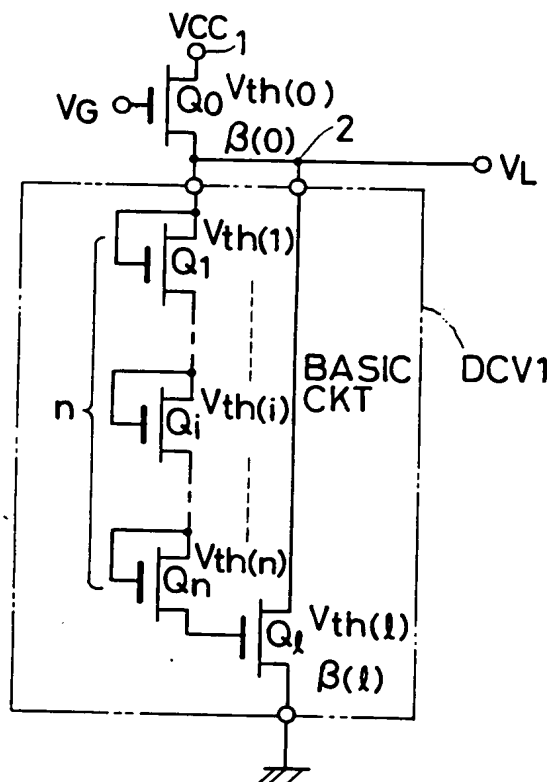 VCC 1
VG
Q0 Vth(0)
β(0)
2
VL
Vth(1)
Q1
n
Vth(i)
Qi
BASIC
CKT
DCV1
Vth(n)
Qn
Vth(ℓ)
Qℓ
β(ℓ)